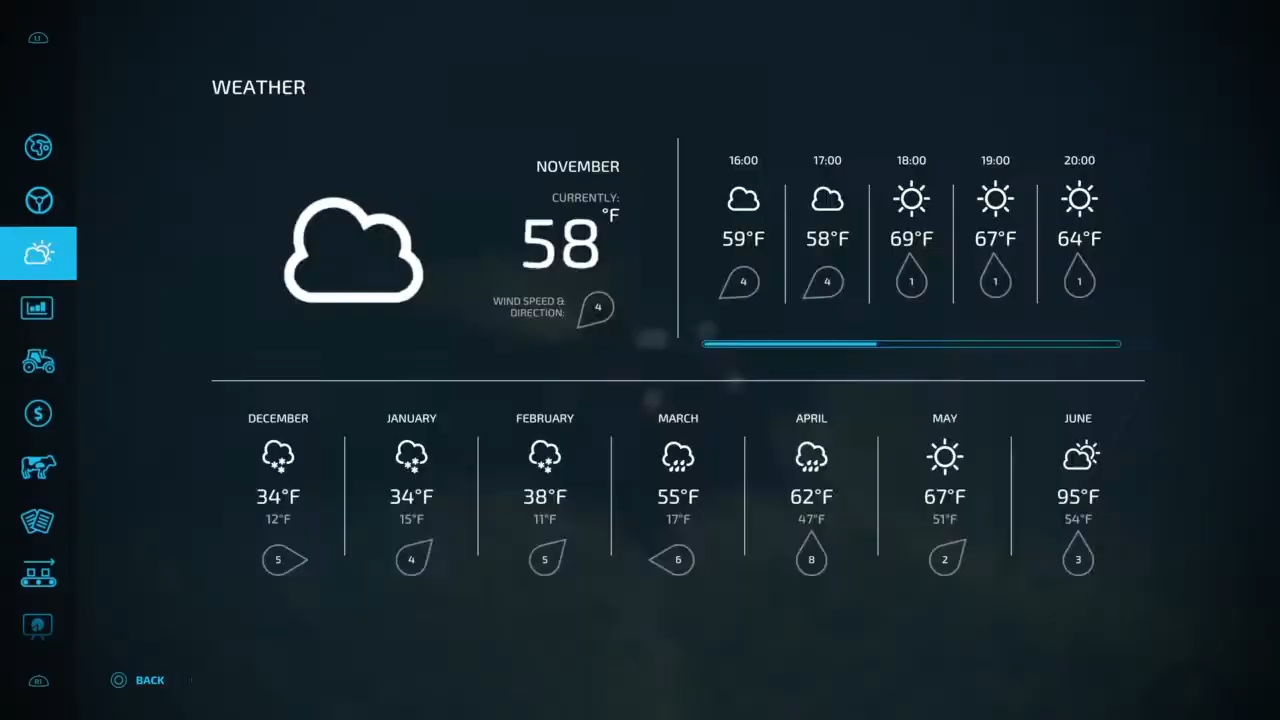 L1
WEATHER
NOVEMBER
CURRENTLY:
58 °F
WIND SPEED &
DIRECTION:
4
16:00 17:00 18:00 19:00 20:00
59°F 58°F 69°F 67°F 64°F
4 4 1 1 1
DECEMBER JANUARY FEBRUARY MARCH APRIL MAY JUNE
34°F 34°F 38°F 55°F 62°F 67°F 95°F
12°F 15°F 11°F 17°F 47°F 51°F 54°F
5 4 5 6 8 2 3
$
R1
BACK